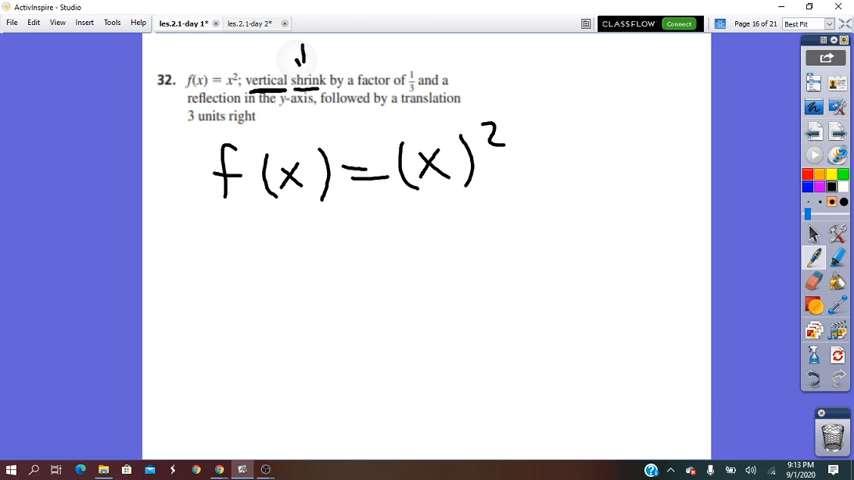 ActivInspire - Studio
File Edit View Insert Tools Help
les.2.1-day 1*
les.2.1-day 2*
CLASSFLOW Connect
Page 16 of 21
Best Fit
32. f(x) = x²; vertical shrink by a factor of 1/3 and a
reflection in the y-axis, followed by a translation
3 units right
f(x)=(x)²
9:13 PM
9/1/2020